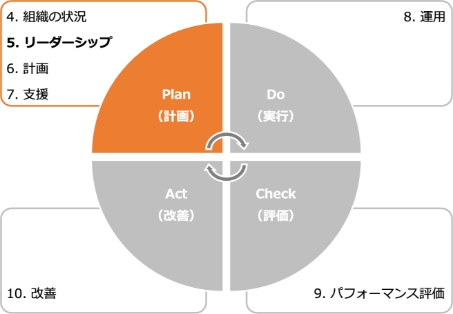 4. 組織の状況
5. リーダーシップ
6. 計画
7. 支援
8. 運用
Plan
（計画）
Do
（実行）
Act
（改善）
Check
（評価）
10. 改善
9. パフォーマンス評価